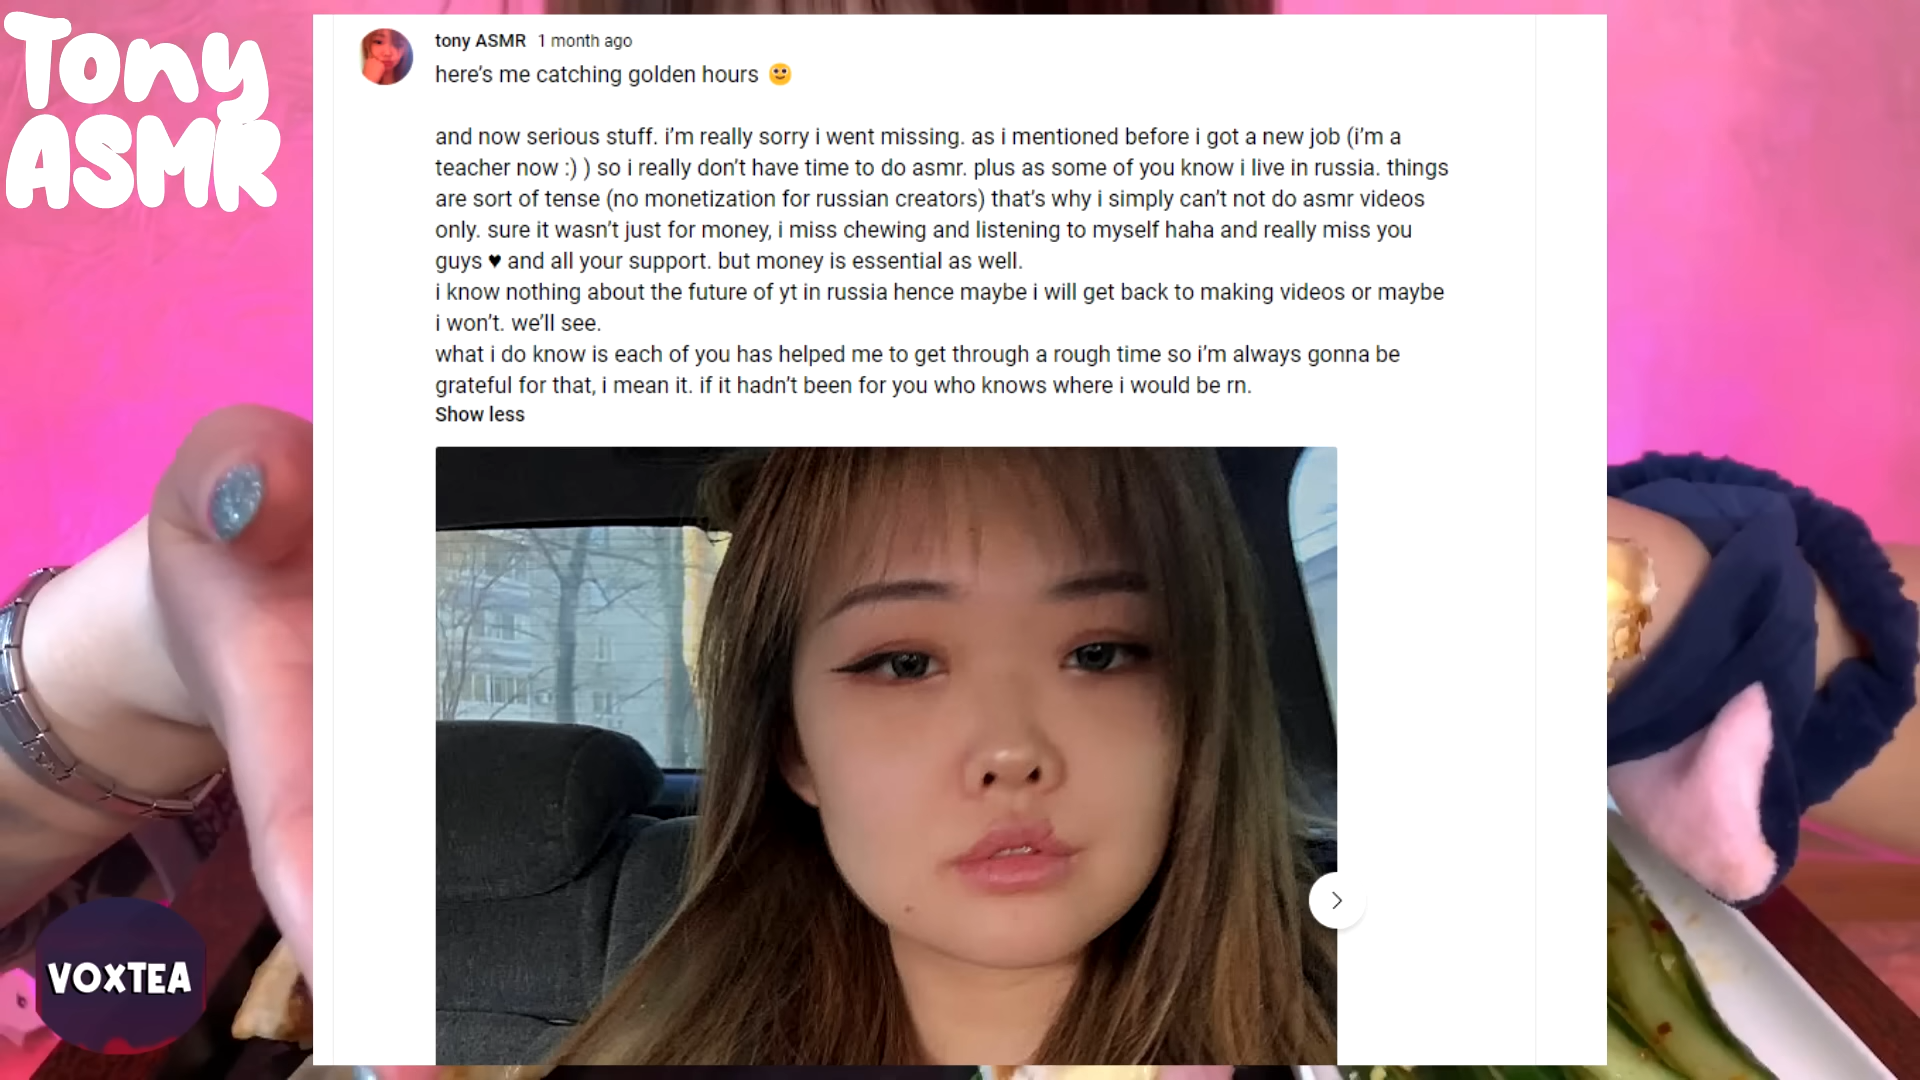 Tony
ASMR
tony ASMR 1 month ago
here's me catching golden hours 🙂
and now serious stuff. i'm really sorry i went missing. as i mentioned before i got a new job (i'm a
teacher now :) ) so i really don't have time to do asmr. plus as some of you know i live in russia. things
are sort of tense (no monetization for russian creators) that's why i simply can't not do asmr videos
only. sure it wasn't just for money, i miss chewing and listening to myself haha and really miss you
guys ♥ and all your support. but money is essential as well.
i know nothing about the future of yt in russia hence maybe i will get back to making videos or maybe
i won't. we'll see.
what i do know is each of you has helped me to get through a rough time so i'm always gonna be
grateful for that, i mean it. if it hadn't been for you who knows where i would be rn.
Show less
VOXTEA